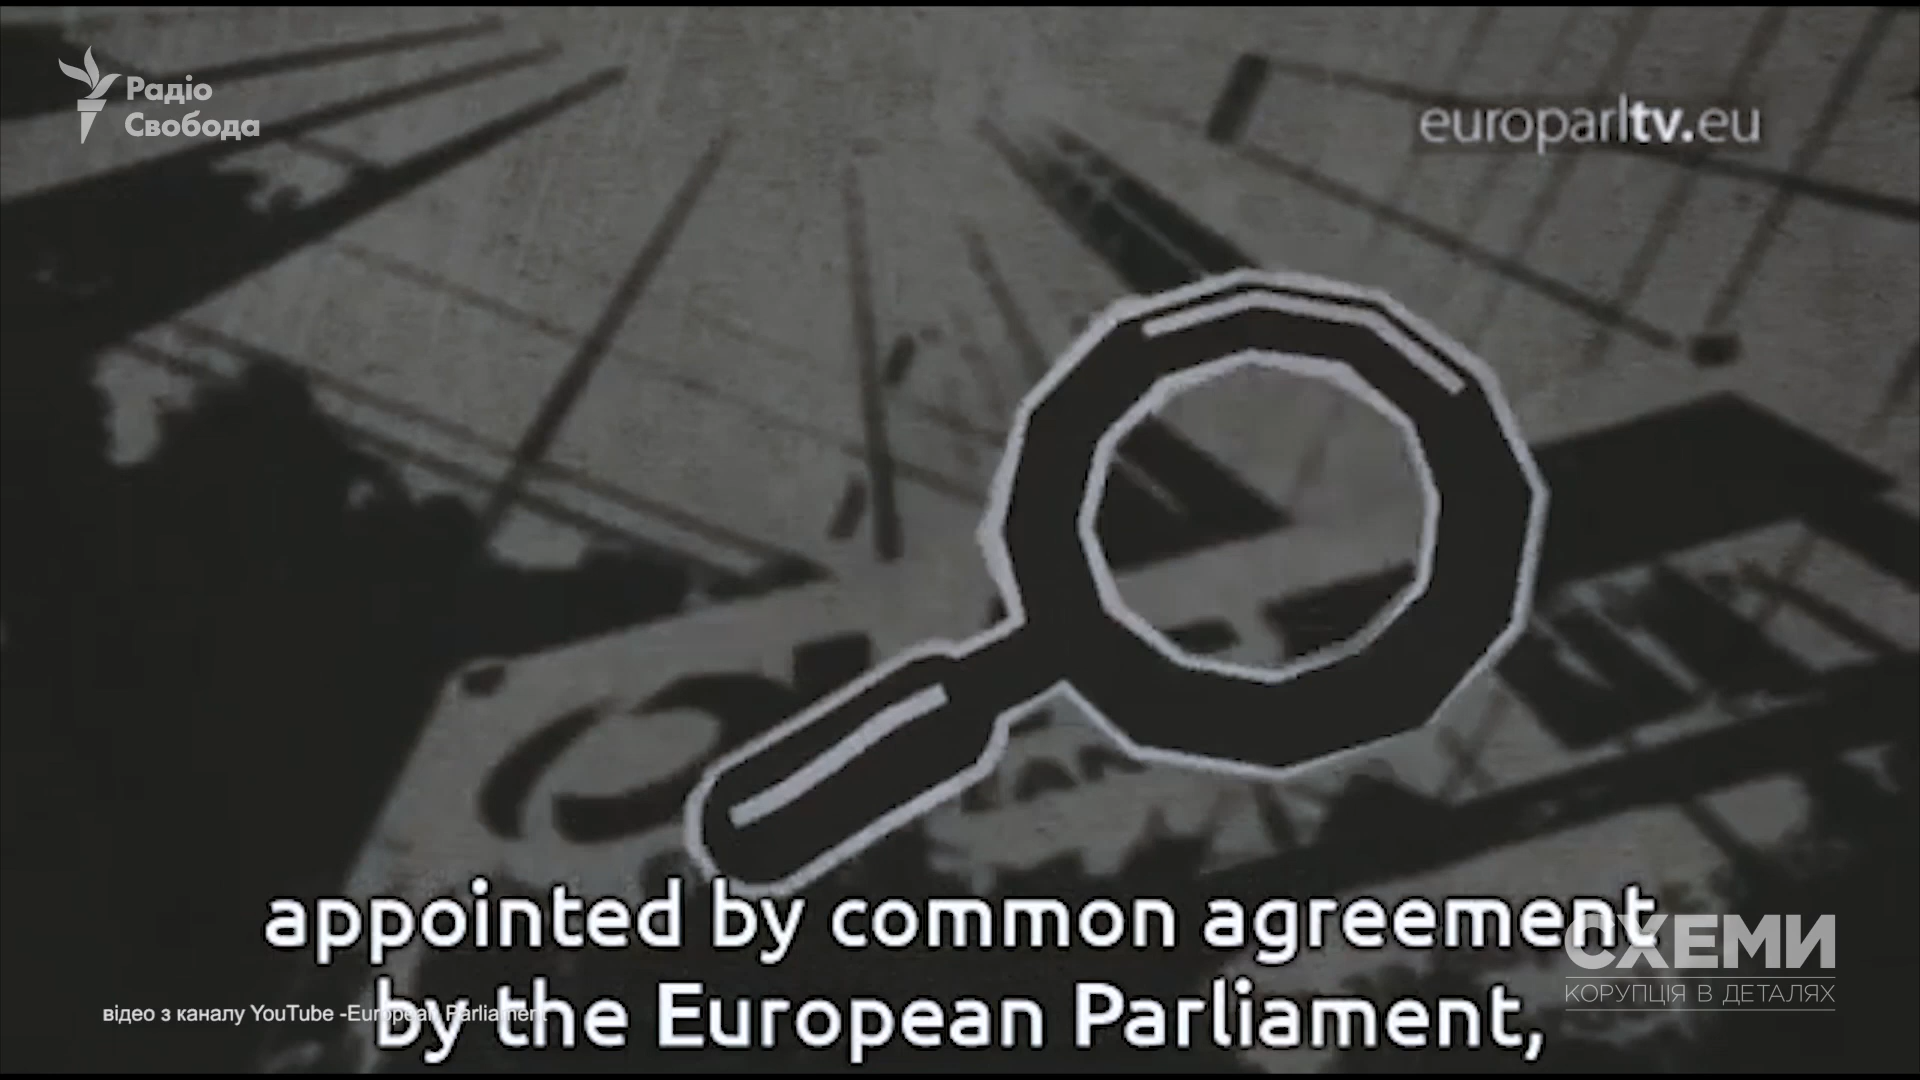 Радіо
Свобода
europarltv.eu
appointed by common agreement
СХЕМИ
КОРУПЦІЯ В ДЕТАЛЯХ
відео з каналу YouTube -European Parliament
by the European Parliament,